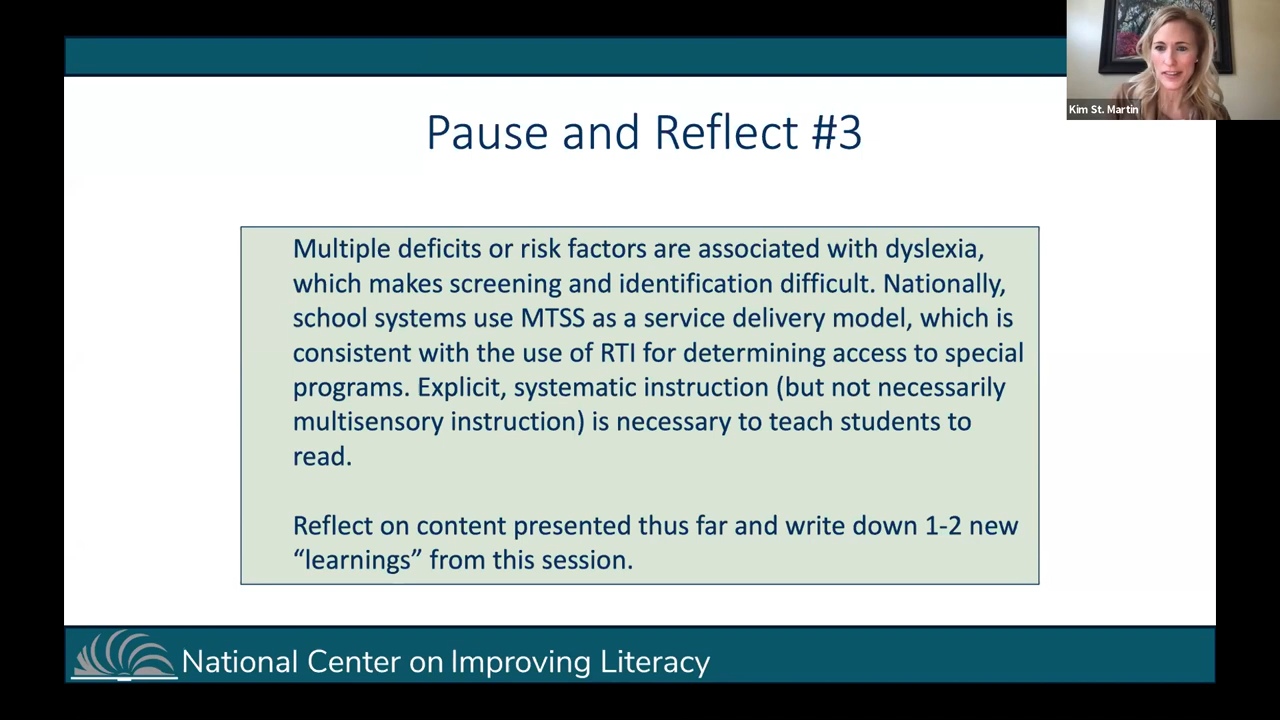 Kim St. Martin
Pause and Reflect #3
Multiple deficits or risk factors are associated with dyslexia,
which makes screening and identification difficult. Nationally,
school systems use MTSS as a service delivery model, which is
consistent with the use of RTI for determining access to special
programs. Explicit, systematic instruction (but not necessarily
multisensory instruction) is necessary to teach students to
read.
Reflect on content presented thus far and write down 1-2 new
“learnings” from this session.
National Center on Improving Literacy